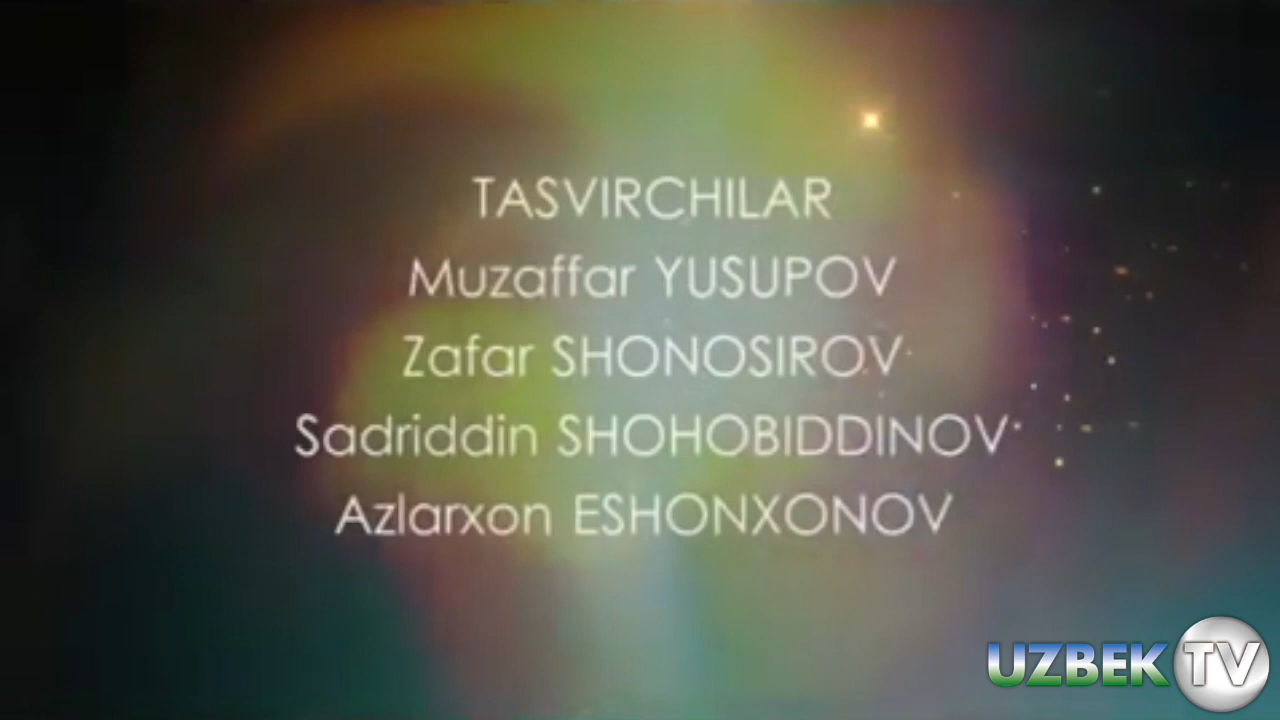 TASVIRCHILAR
Muzaffar YUSUPOV
Zafar SHONOSIROV
Sadriddin SHOHOBIDDINOV
Azlarxon ESHONXONOV
UZBEK TV